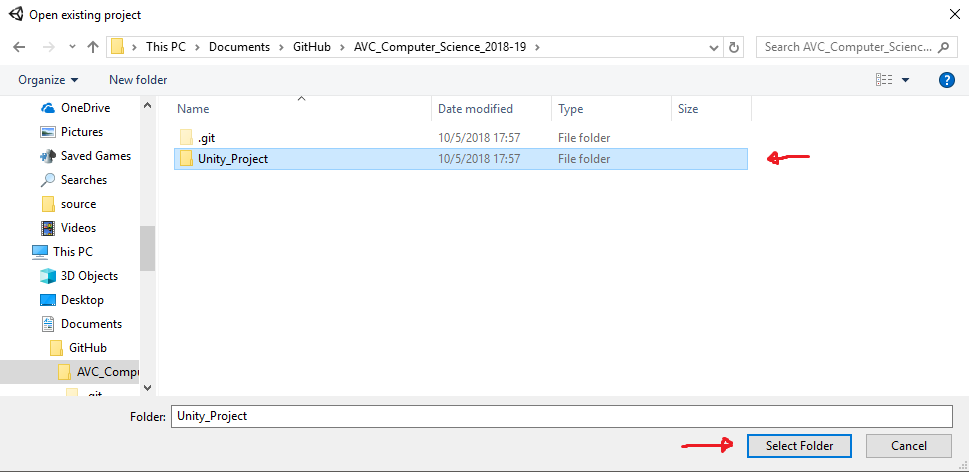 Open existing project
This PC > Documents > GitHub > AVC_Computer_Science_2018-19 >
Search AVC_Computer_Scienc...
Organize
New folder
Name Date modified Type Size
.git 10/5/2018 17:57 File folder
Unity_Project 10/5/2018 17:57 File folder
OneDrive
Pictures
Saved Games
Searches
source
Videos
This PC
3D Objects
Desktop
Documents
GitHub
AVC_Compu
.git
Folder: Unity_Project
Select Folder Cancel